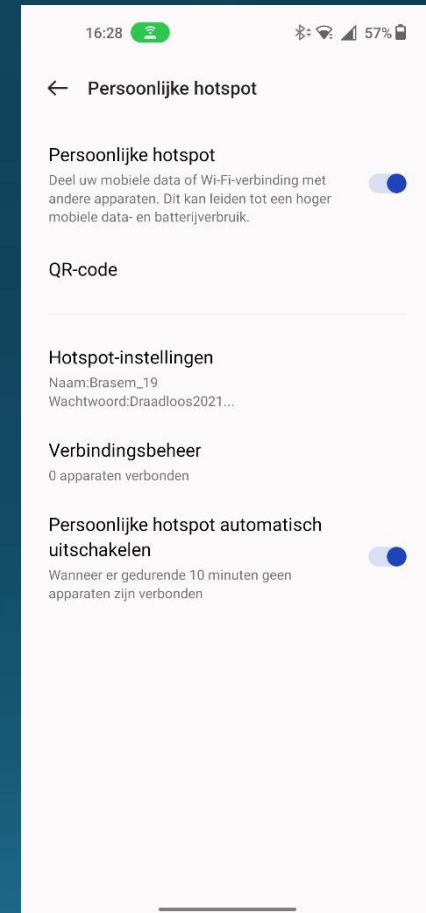 16:28
57%
Persoonlijke hotspot
Persoonlijke hotspot
Deel uw mobiele data of Wi-Fi-verbinding met
andere apparaten. Dit kan leiden tot een hoger
mobiele data- en batterijverbruik.
QR-code
Hotspot-instellingen
Naam:Brasem_19
Wachtwoord:Draadloos2021...
Verbindingsbeheer
0 apparaten verbonden
Persoonlijke hotspot automatisch
uitschakelen
Wanneer er gedurende 10 minuten geen
apparaten zijn verbonden